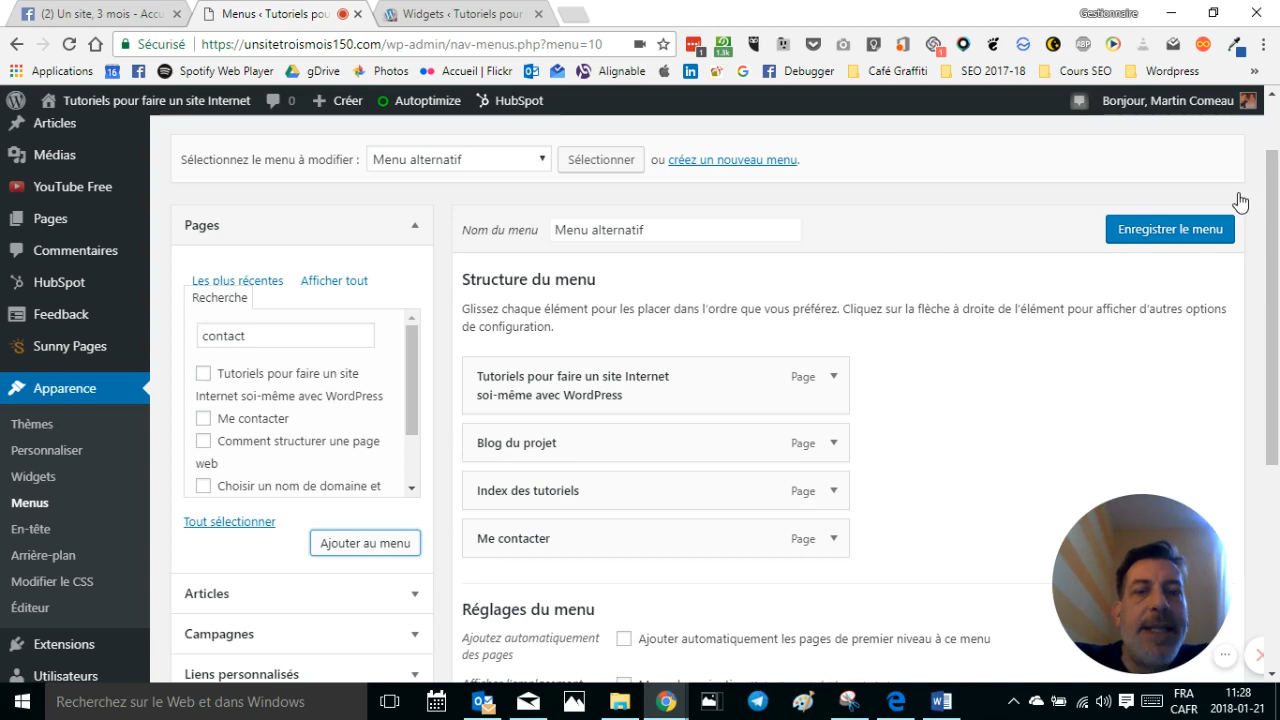 (2) Un site, 3 mois - Accu
Menus ‹ Tutoriels pou
Widgets ‹ Tutoriels pour
Gestionnaire
Sécurisé
https://unsitetroismois150.com/wp-admin/nav-menus.php?menu=10
Applications
Facebook
Spotify Web Player
gDrive
Photos
Accueil | Flickr
Alignable
Debugger
Café Graffiti
SEO 2017-18
Cours SEO
Wordpress
»
Tutoriels pour faire un site Internet
0
Créer
Autoptimize
HubSpot
Bonjour, Martin Comeau
Articles
Médias
YouTube Free
Pages
Commentaires
HubSpot
Feedback
Sunny Pages
Apparence
Thèmes
Personnaliser
Widgets
Menus
En-tête
Arrière-plan
Modifier le CSS
Éditeur
Extensions
Utilisateurs
Sélectionnez le menu à modifier :
Menu alternatif
Sélectionner
ou créez un nouveau menu.
Pages
Les plus récentes
Afficher tout
Recherche
contact
Tutoriels pour faire un site
Internet soi-même avec WordPress
Me contacter
Comment structurer une page
web
Choisir un nom de domaine et
Tout sélectionner
Ajouter au menu
Articles
Campagnes
Liens personnalisés
Nom du menu
Menu alternatif
Enregistrer le menu
Structure du menu
Glissez chaque élément pour les placer dans l'ordre que vous préférez. Cliquez sur la flèche à droite de l'élément pour afficher d'autres options
de configuration.
Tutoriels pour faire un site Internet
soi-même avec WordPress
Page
Blog du projet
Page
Index des tutoriels
Page
Me contacter
Page
Réglages du menu
Ajoutez automatiquement
des pages
Ajouter automatiquement les pages de premier niveau à ce menu
Recherchez sur le Web et dans Windows
FRA
CAFR
11:28
2018-01-21